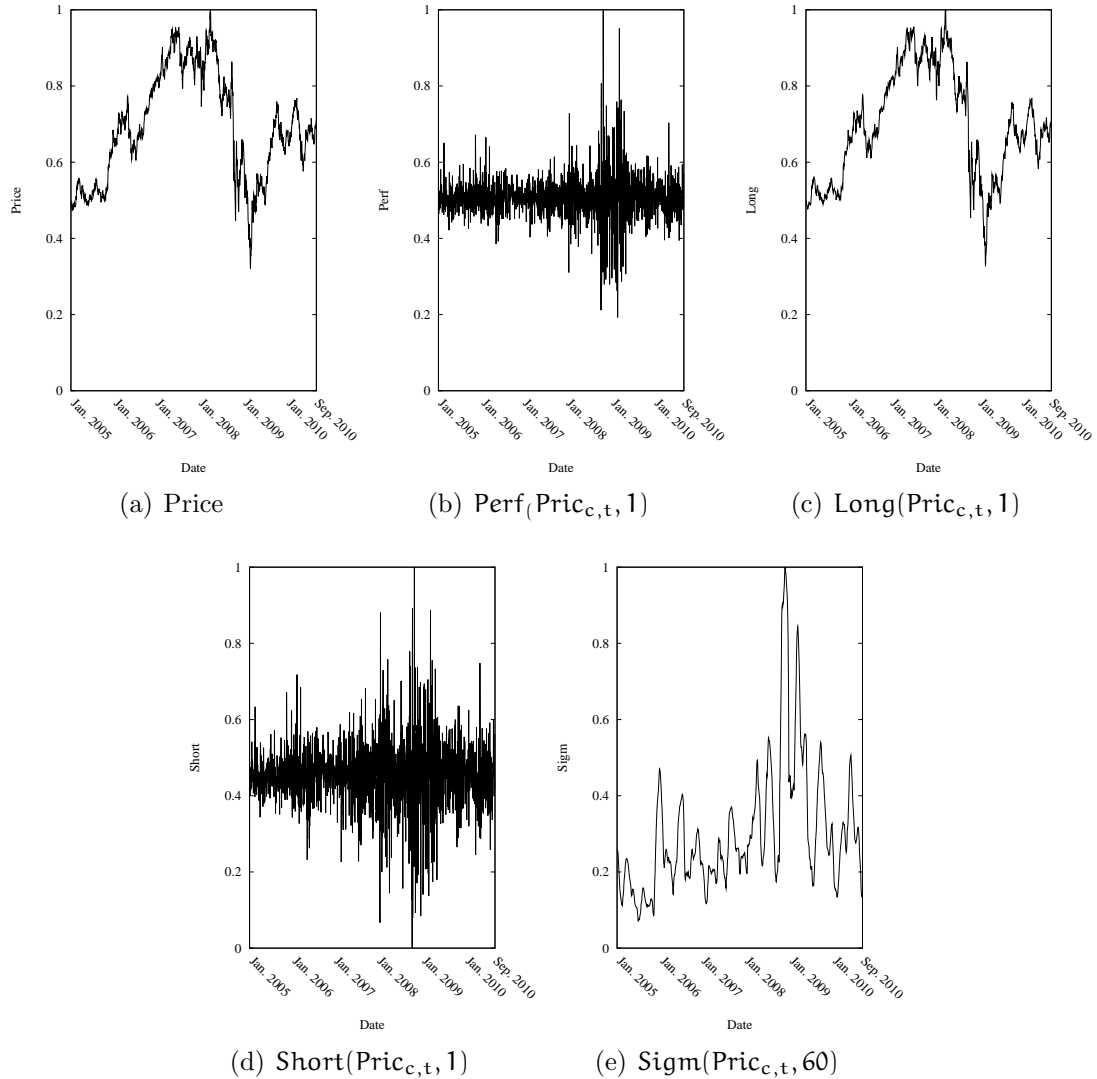 1
0.8
0.6
0.4
0.2
0
Price
Jan. 2005
Jan. 2006
Jan. 2007
Jan. 2008
Jan. 2009
Jan. 2010
Sep. 2010
Date
(a) Price
1
0.8
0.6
0.4
0.2
0
Perf
Jan. 2005
Jan. 2006
Jan. 2007
Jan. 2008
Jan. 2009
Jan. 2010
Sep. 2010
Date
(b) Perf(Pric_{c,t}, 1)
1
0.8
0.6
0.4
0.2
0
Long
Jan. 2005
Jan. 2006
Jan. 2007
Jan. 2008
Jan. 2009
Jan. 2010
Sep. 2010
Date
(c) Long(Pric_{c,t}, 1)
1
0.8
0.6
0.4
0.2
0
Short
Jan. 2005
Jan. 2006
Jan. 2007
Jan. 2008
Jan. 2009
Jan. 2010
Sep. 2010
Date
(d) Short(Pric_{c,t}, 1)
1
0.8
0.6
0.4
0.2
0
Sigm
Jan. 2005
Jan. 2006
Jan. 2007
Jan. 2008
Jan. 2009
Jan. 2010
Sep. 2010
Date
(e) Sigm(Pric_{c,t}, 60)